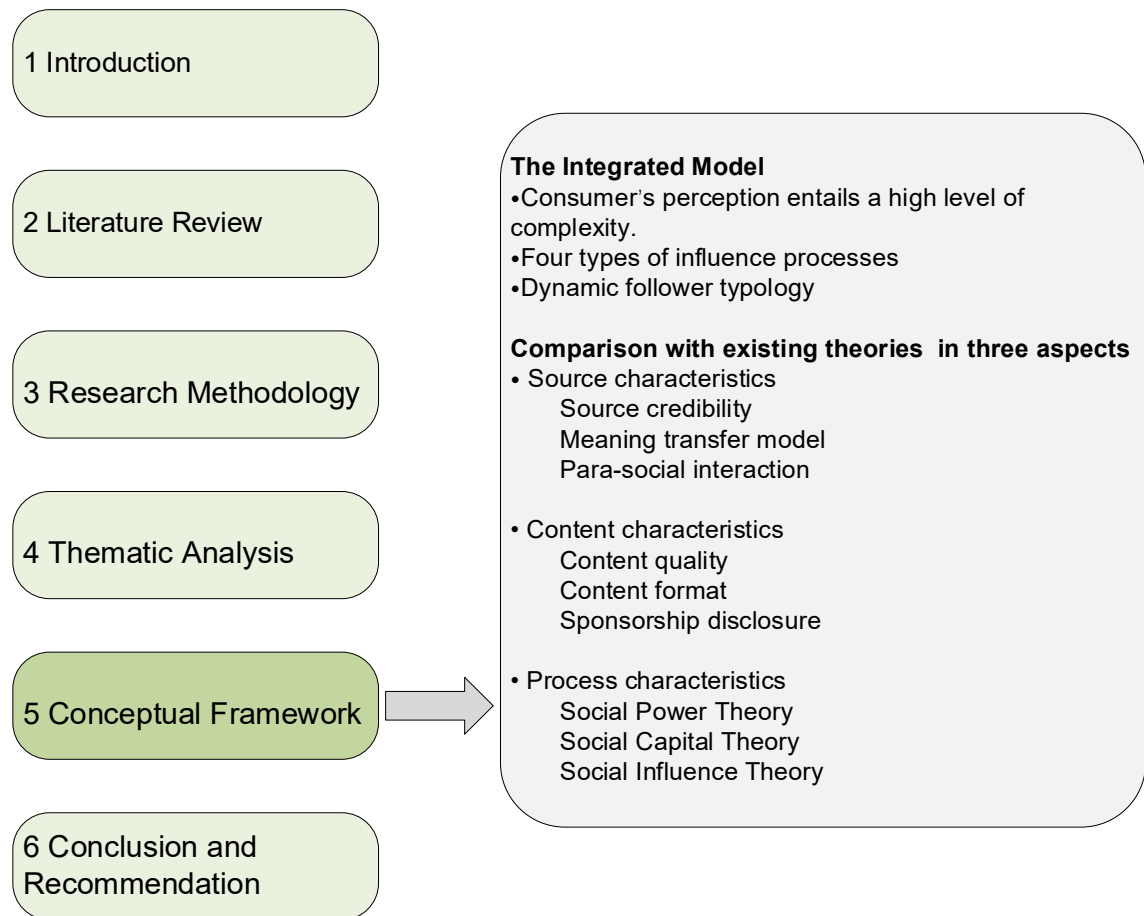 1 Introduction
2 Literature Review
3 Research Methodology
4 Thematic Analysis
5 Conceptual Framework
6 Conclusion and
Recommendation
The Integrated Model
•Consumer's perception entails a high level of
complexity.
•Four types of influence processes
•Dynamic follower typology
Comparison with existing theories  in three aspects
• Source characteristics
Source credibility
Meaning transfer model
Para-social interaction
• Content characteristics
Content quality
Content format
Sponsorship disclosure
• Process characteristics
Social Power Theory
Social Capital Theory
Social Influence Theory